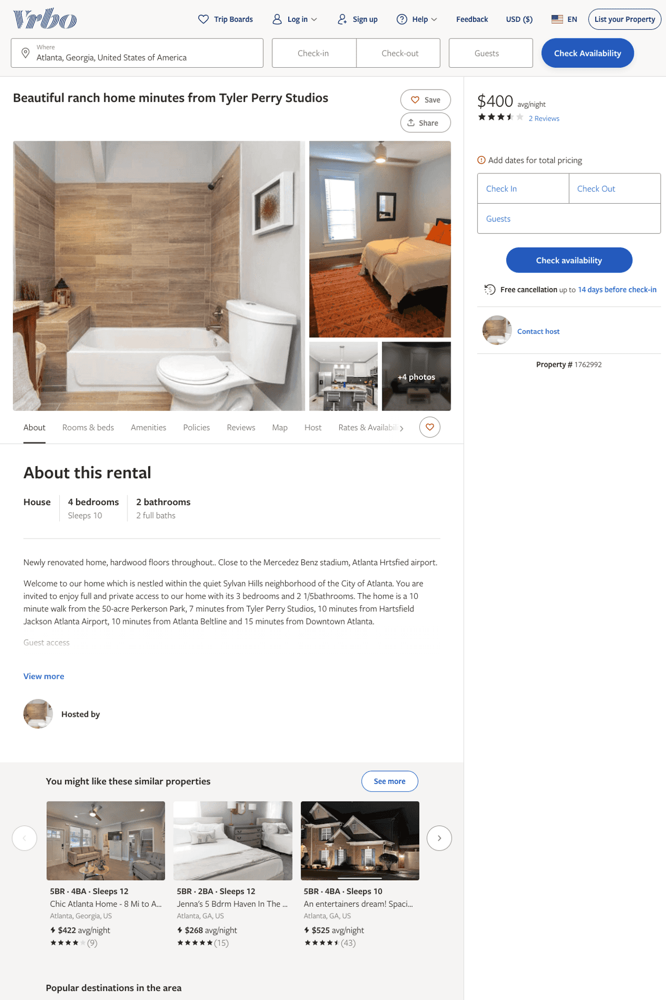 Vrbo
Trip Boards
Log in
Sign up
Help
Feedback
USD ($)
EN
List your Property
Where
Atlanta, Georgia, United States of America
Check-in
Check-out
Guests
Check Availability
Beautiful ranch home minutes from Tyler Perry Studios
Save
Share
+4 photos
$400 avg/night
2 Reviews
Add dates for total pricing
Check In
Check Out
Guests
Check availability
Free cancellation up to 14 days before check-in
Contact host
Property # 1762992
About
Rooms & beds
Amenities
Policies
Reviews
Map
Host
Rates & Availabili
About this rental
House
4 bedrooms
Sleeps 10
2 bathrooms
2 full baths
Newly renovated home, hardwood floors throughout.. Close to the Mercedez Benz stadium, Atlanta Hrtsfied airport.
Welcome to our home which is nestled within the quiet Sylvan Hills neighborhood of the City of Atlanta. You are
invited to enjoy full and private access to our home with its 3 bedrooms and 2 1/5bathrooms. The home is a 10
minute walk from the 50-acre Perkerson Park, 7 minutes from Tyler Perry Studios, 10 minutes from Hartsfield
Jackson Atlanta Airport, 10 minutes from Atlanta Beltline and 15 minutes from Downtown Atlanta.
Guest access
View more
Hosted by
You might like these similar properties
See more
5BR · 4BA · Sleeps 12
Chic Atlanta Home - 8 Mi to A...
Atlanta, Georgia, US
$422 avg/night
(9)
5BR · 2BA · Sleeps 12
Jenna's 5 Bdrm Haven In The ...
Atlanta, GA, US
$268 avg/night
(15)
5BR · 4BA · Sleeps 10
An entertainers dream! Spaci...
Atlanta, GA, US
$525 avg/night
(43)
Popular destinations in the area